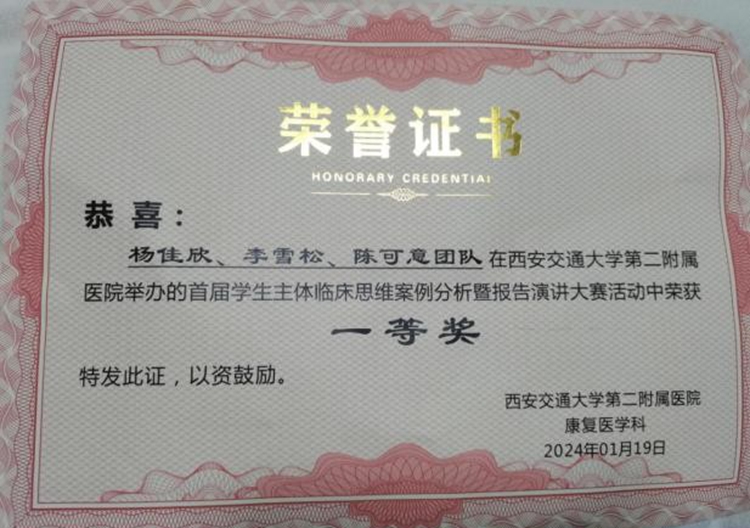 荣誉证书
HONORARY CREDENTIAL
恭喜：
杨佳欣、李雪松、陈可意团队在西安交通大学第二附属
医院举办的首届学生主体临床思维案例分析暨报告演讲大赛活动中荣获
一等奖
特发此证，以资鼓励。
西安交通大学第二附属医院
康复医学科
2024年01月19日